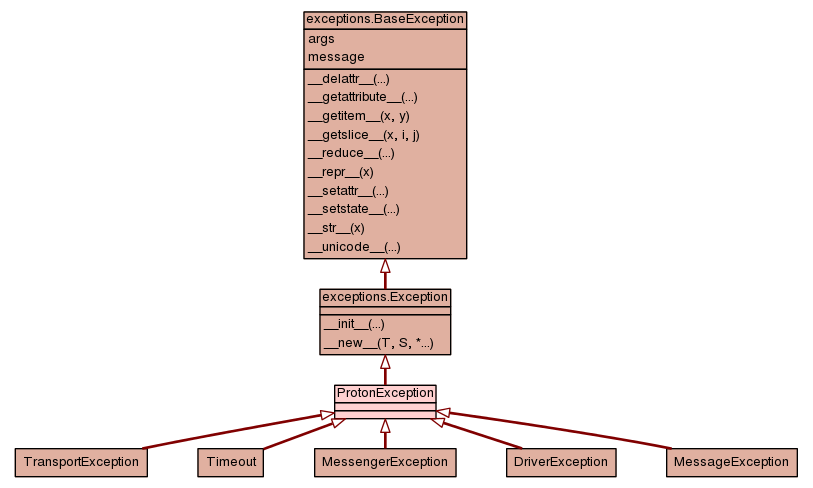 exceptions.BaseException
args
message
__delattr__(...)
__getattribute__(...)
__getitem__(x, y)
__getslice__(x, i, j)
__reduce__(...)
__repr__(x)
__setattr__(...)
__setstate__(...)
__str__(x)
__unicode__(...)
exceptions.Exception
__init__(...)
__new__(T, S, *...)
ProtonException
TransportException
Timeout
MessengerException
DriverException
MessageException